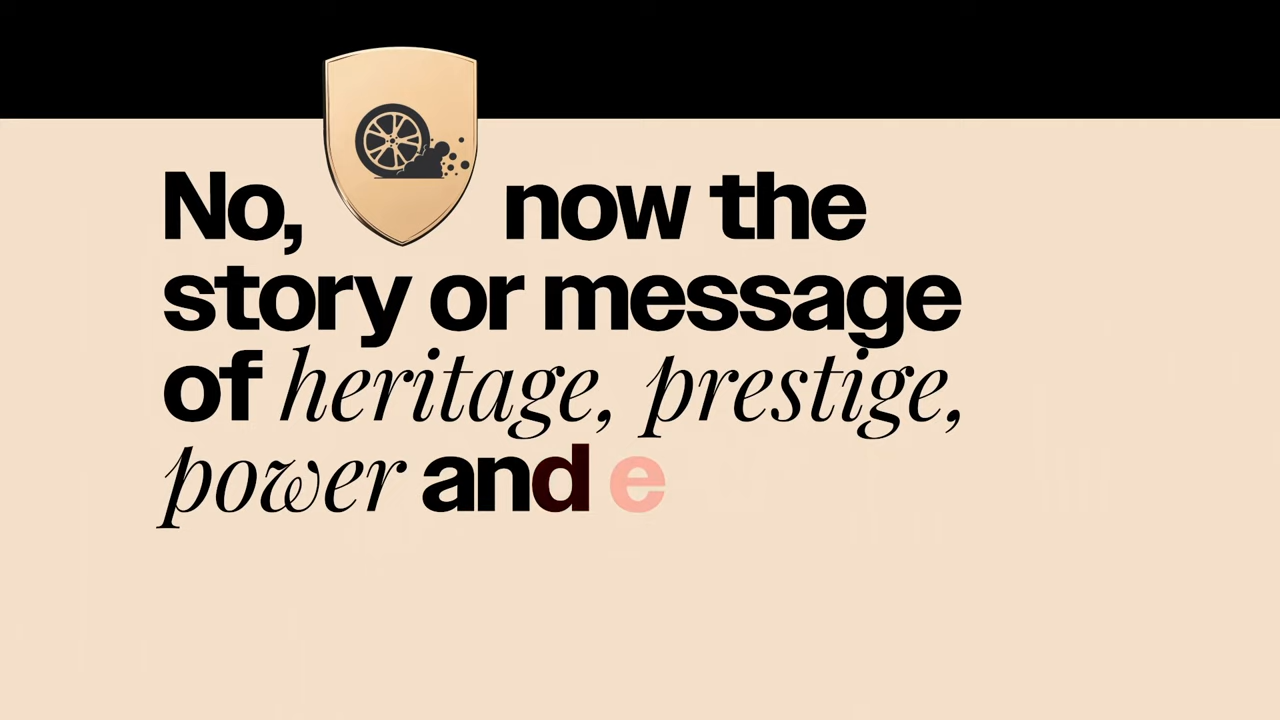 No, now the
story or message
of heritage, prestige,
power and e